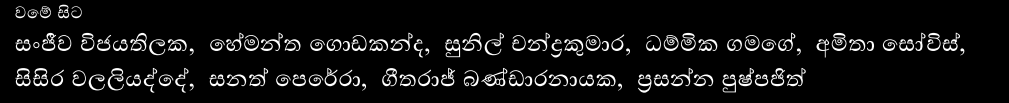 වමේ සිට
සංජීව විජයතිලක, හේමන්ත ගොඩකන්ද, සුනිල් චන්ද්‍රකුමාර, ධම්මික ගමගේ, අමිතා සෝවිස්,
සිසිර වලලියද්දේ, සනත් පෙරේරා, ගීතරාජ් බණ්ඩාරනායක, ප්‍රසන්න පුෂ්පජිත්